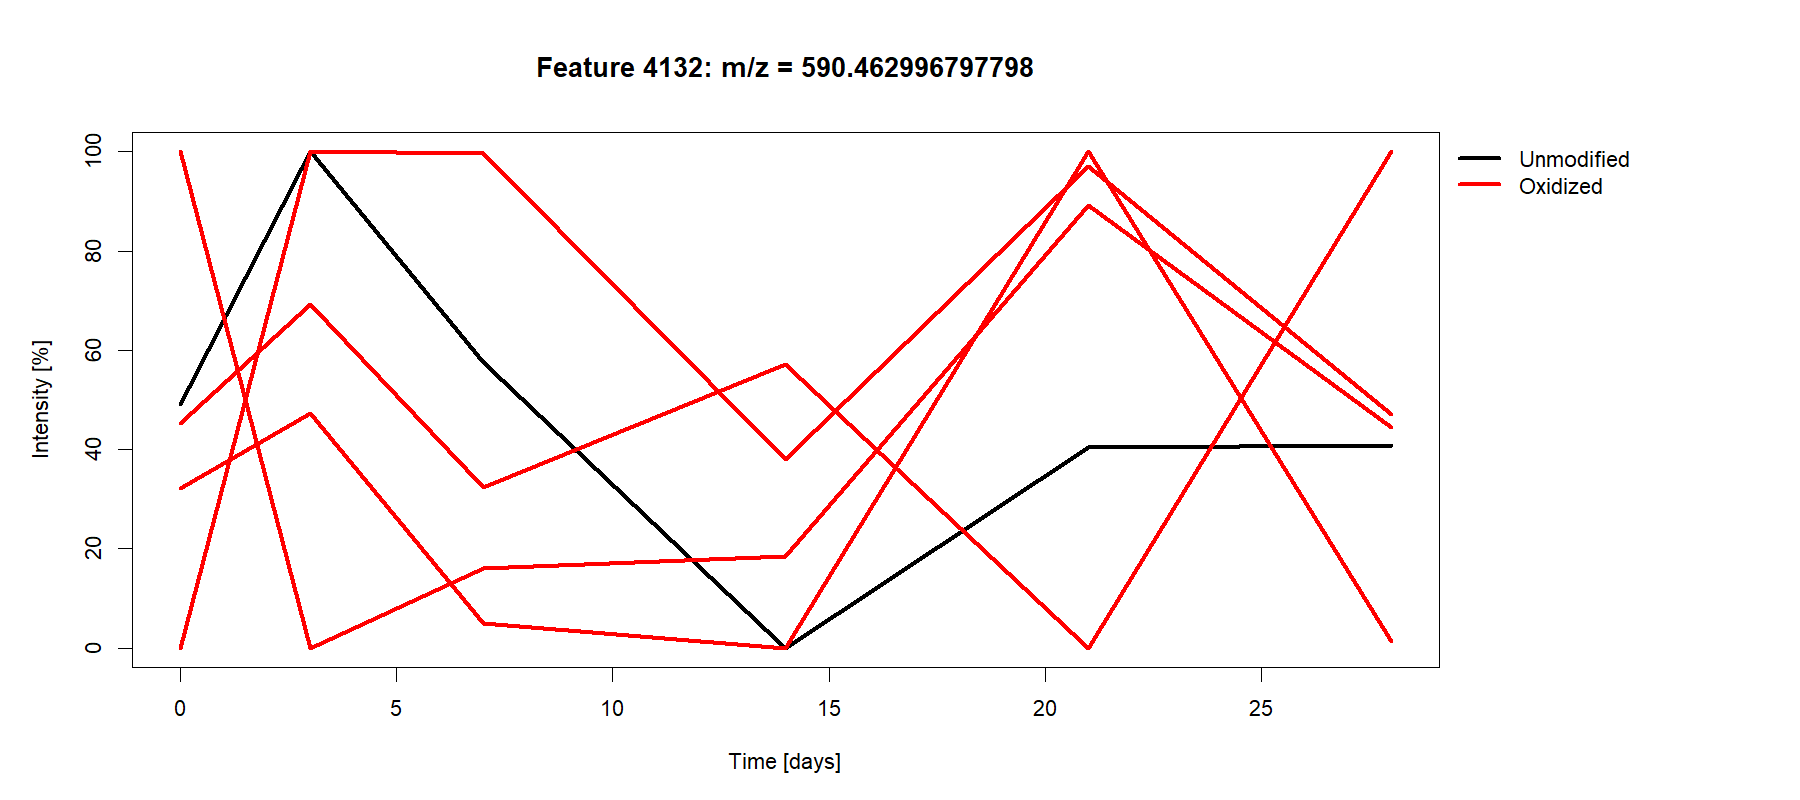 Feature 4132: m/z = 590.462996797798
Unmodified
Oxidized
Intensity [%]
100
80
60
40
20
0
0 5 10 15 20 25
Time [days]